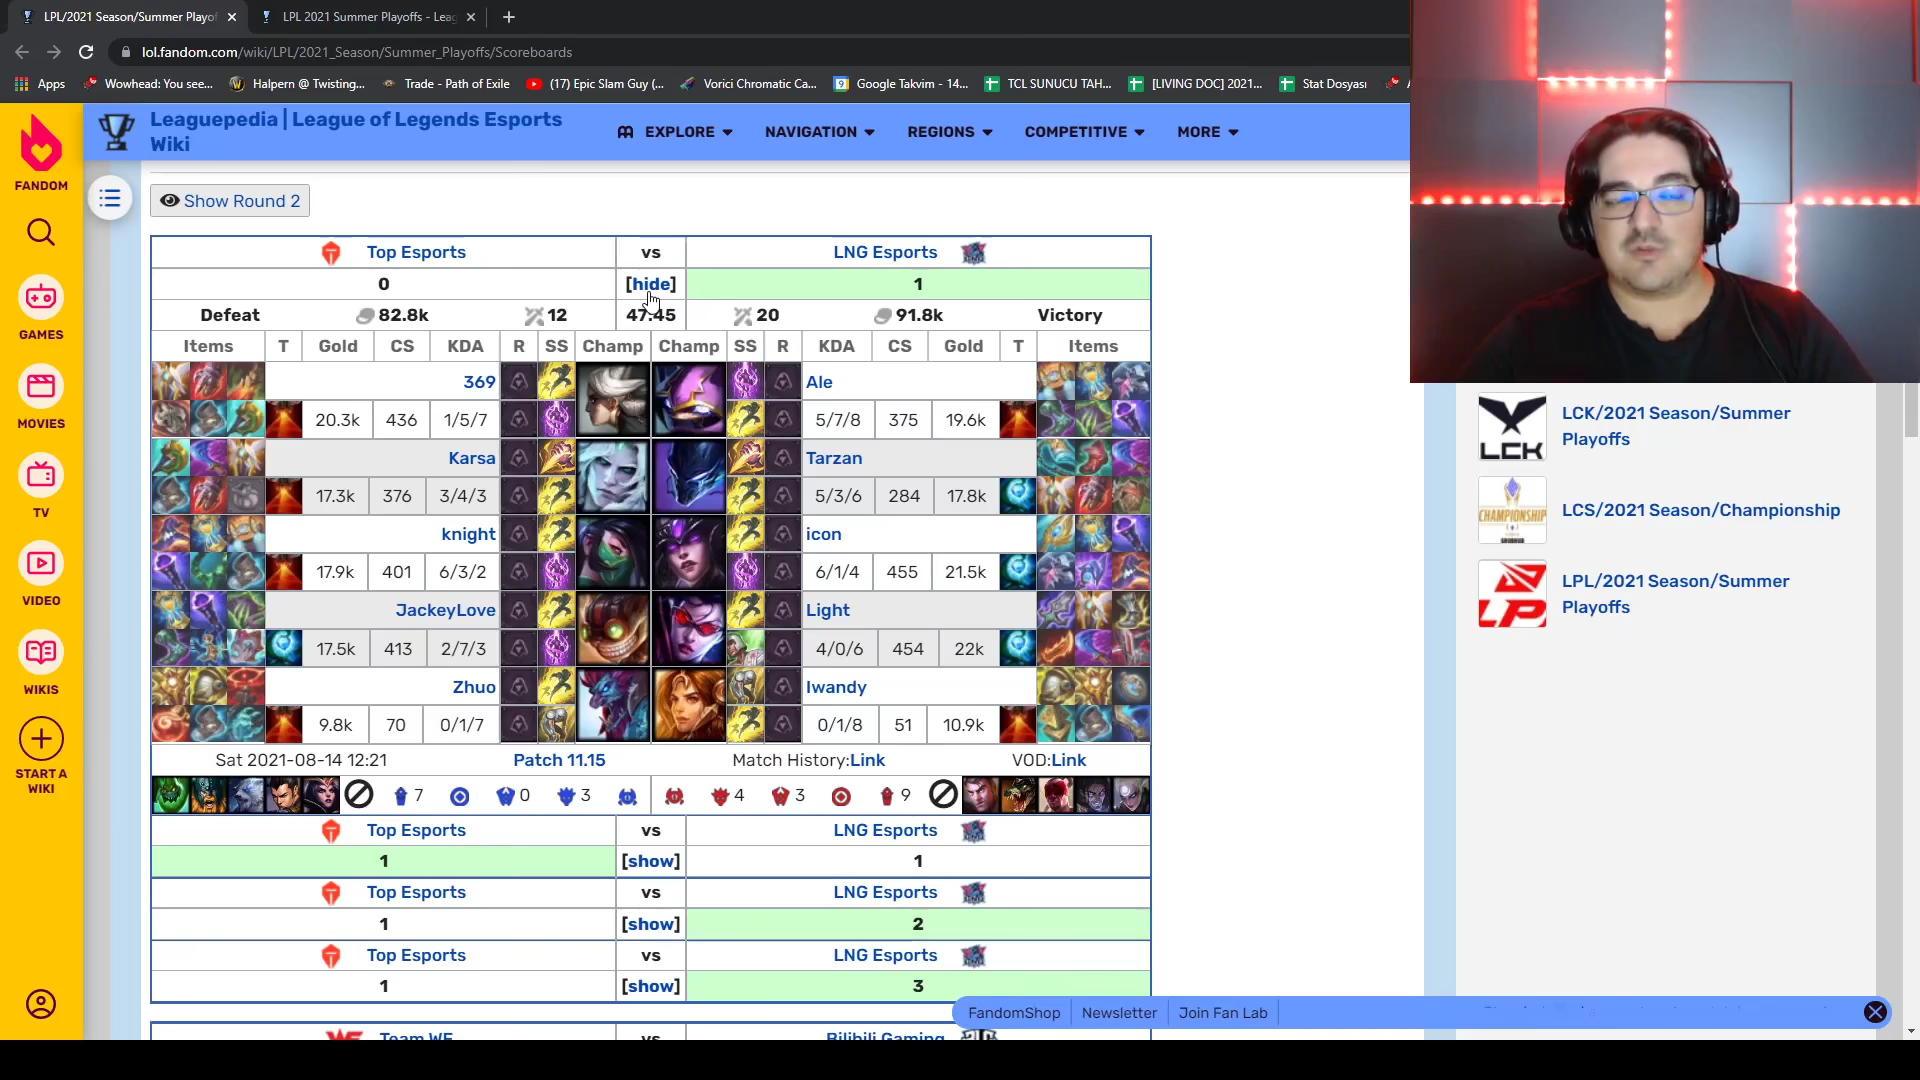 LPL/2021 Season/Summer Playof
LPL 2021 Summer Playoffs - Leag
lol.fandom.com/wiki/LPL/2021_Season/Summer_Playoffs/Scoreboards
Apps
Wowhead: You see...
Halpern @ Twisting...
Trade - Path of Exile
(17) Epic Slam Guy (...
Vorici Chromatic Ca...
Google Takvim - 14...
TCL SUNUCU TAH...
[LIVING DOC] 2021...
Stat Dosyası
Leaguepedia | League of Legends Esports
Wiki
EXPLORE
NAVIGATION
REGIONS
COMPETITIVE
MORE
FANDOM
GAMES
MOVIES
TV
VIDEO
WIKIS
START A
WIKI
Show Round 2
Top Esports vs LNG Esports
0 [hide] 1
Defeat 82.8k 12 47:45 20 91.8k Victory
Items T Gold CS KDA R SS Champ Champ SS R KDA CS Gold T Items
369 Ale
20.3k 436 1/5/7 5/7/8 375 19.6k
Karsa Tarzan
17.3k 376 3/4/3 5/3/6 284 17.8k
knight icon
17.9k 401 6/3/2 6/1/4 455 21.5k
JackeyLove Light
17.5k 413 2/7/3 4/0/6 454 22k
Zhuo Iwandy
9.8k 70 0/1/7 0/1/8 51 10.9k
Sat 2021-08-14 12:21 Patch 11.15 Match History:Link VOD:Link
7 0 3 4 3 9
Top Esports vs LNG Esports
1 [show] 1
Top Esports vs LNG Esports
1 [show] 2
Top Esports vs LNG Esports
1 [show] 3
Team WE vs Bilibili Gaming
LCK
LCK/2021 Season/Summer
Playoffs
CHAMPIONSHIP
LCS/2021 Season/Championship
LPL/2021 Season/Summer
Playoffs
FandomShop
Newsletter
Join Fan Lab